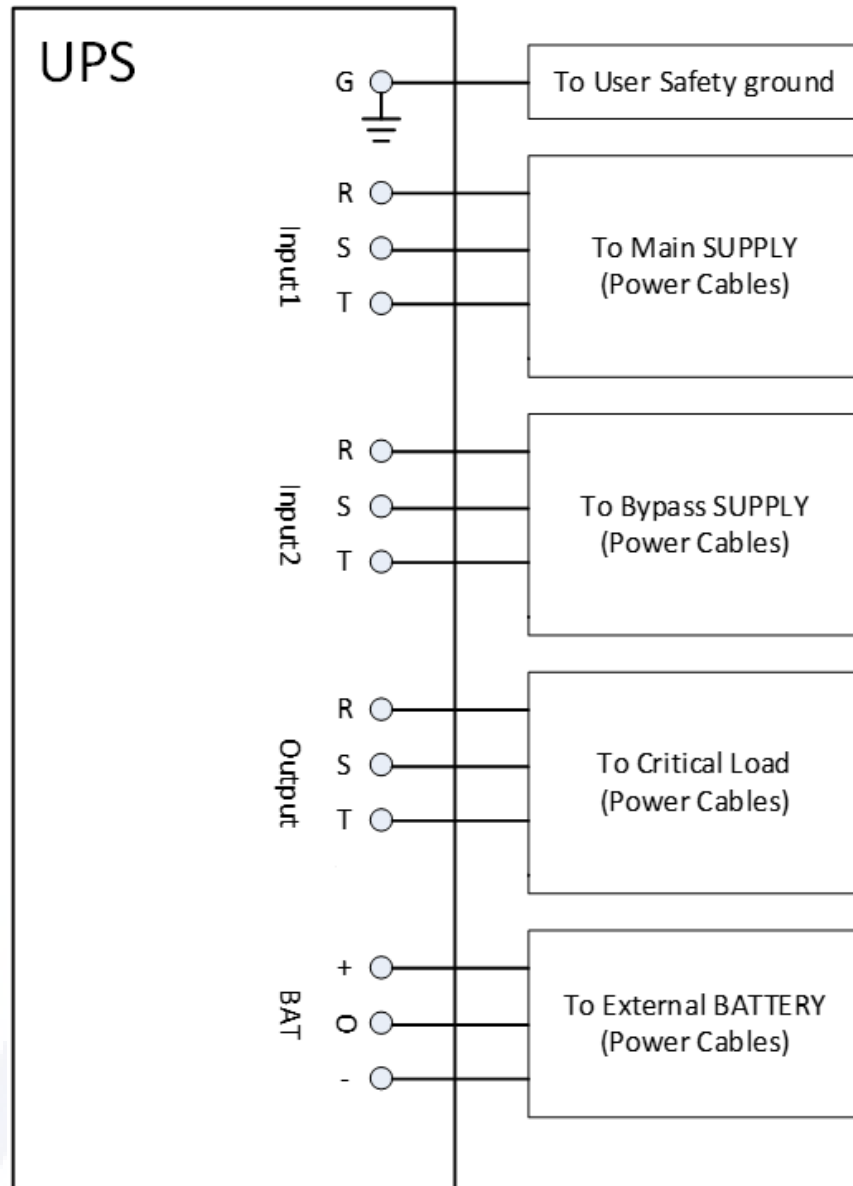 UPS
G
To User Safety ground
Input1
R
S
T
To Main SUPPLY
(Power Cables)
Input2
R
S
T
To Bypass SUPPLY
(Power Cables)
Output
R
S
T
To Critical Load
(Power Cables)
BAT
+
O
-
To External BATTERY
(Power Cables)